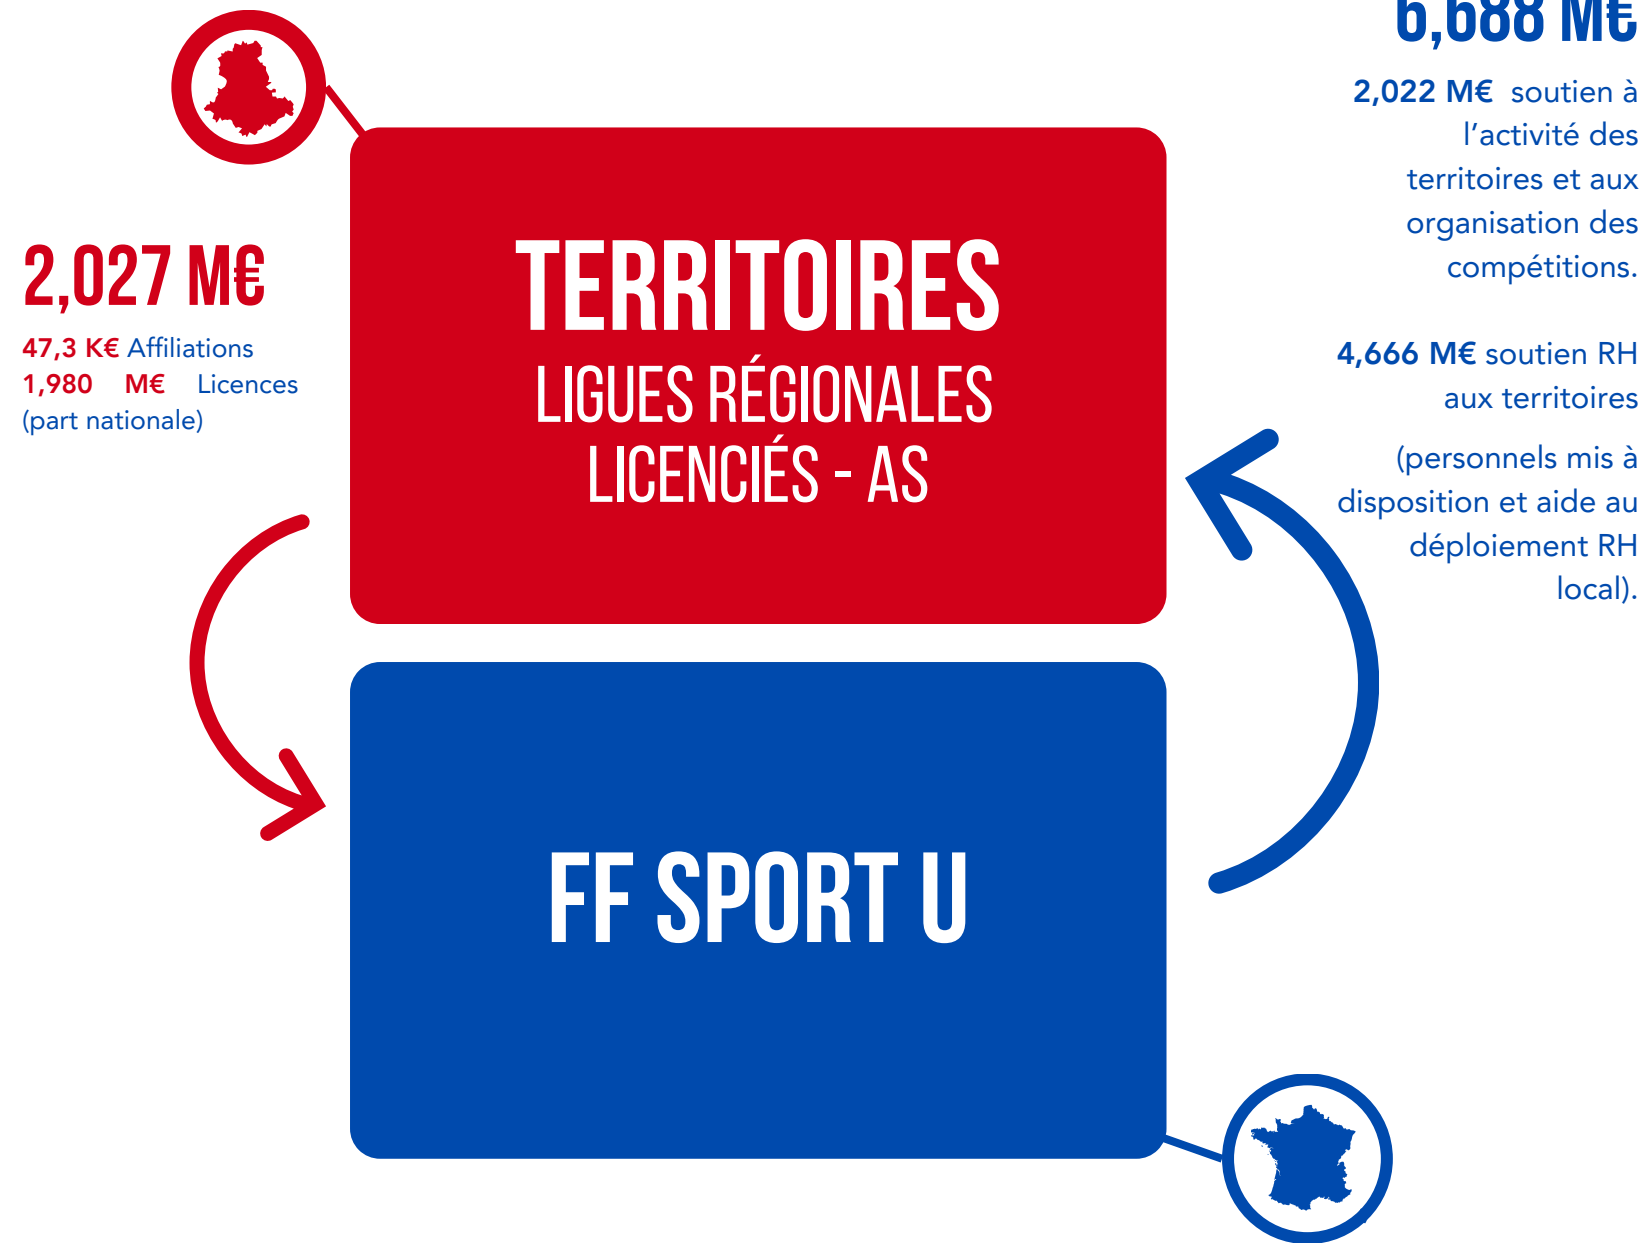 2,027 M€
47,3 K€ Affiliations
1,980 M€ Licences
(part nationale)
TERRITOIRES
LIGUES RÉGIONALES
LICENCIÉS - AS
FF SPORT U
6,688 M€
2,022 M€ soutien à
l’activité des
territoires et aux
organisation des
compétitions.
4,666 M€ soutien RH
aux territoires
(personnels mis à
disposition et aide au
déploiement RH
local).